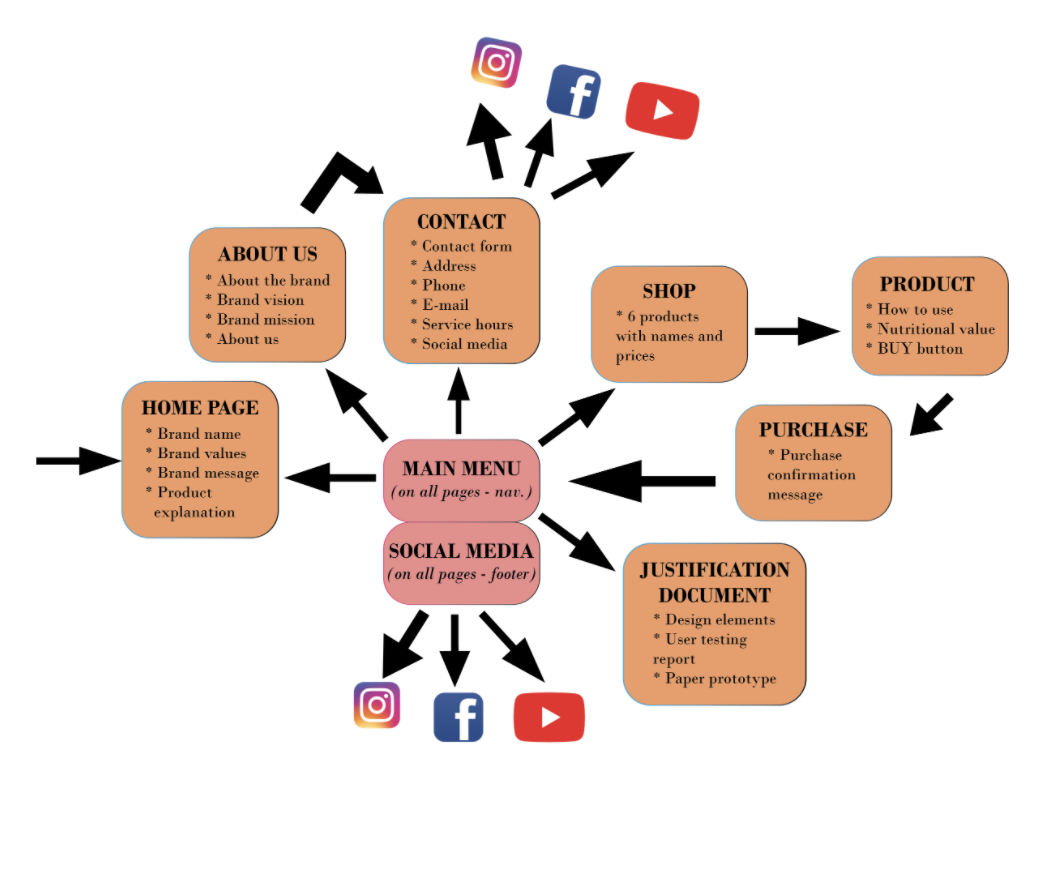 CONTACT
* Contact form
* Address
* Phone
* E-mail
* Service hours
* Social media
ABOUT US
* About the brand
* Brand vision
* Brand mission
* About us
SHOP
* 6 products
with names and
prices
PRODUCT
* How to use
* Nutritional value
* BUY button
HOME PAGE
* Brand name
* Brand values
* Brand message
* Product
explanation
MAIN MENU
(on all pages - nav.)
PURCHASE
* Purchase
confirmation
message
SOCIAL MEDIA
(on all pages - footer)
JUSTIFICATION
DOCUMENT
* Design elements
* User testing
report
* Paper prototype